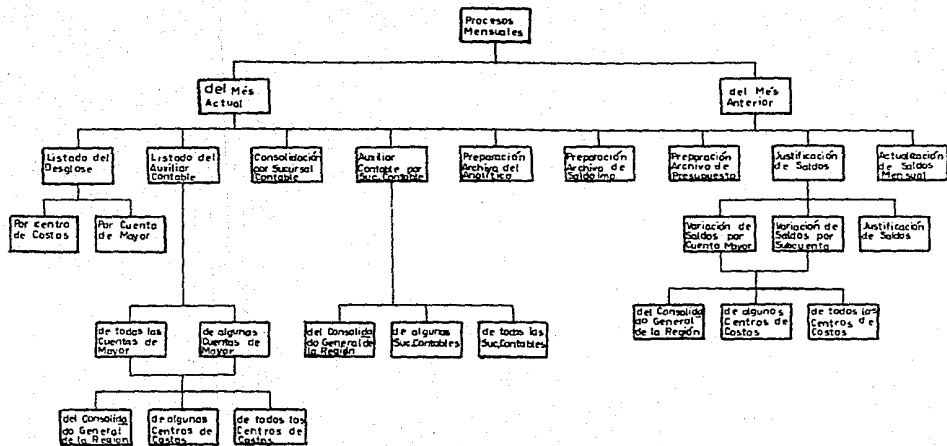 Procesos
Mensuales
del Més
Actual
del Més
Anterior
Listado del
Desglose
Listado del
Auxiliar
Contable
Consolidación
por Sucursal
Contable
Auxiliar
Contable por
Suc. Contable
Preparación
Archivo del
Analítico
Preparación
Archivo de
Saldolmo
Preparación
Archivo de
Presupuesto
Justificación
de Saldos
Actualización
de Saldos
Mensual
Por centro
de Costos
Por Cuenta
de Mayor
Variación de
Saldos por
Cuenta Mayor
Variación de
Saldos por
Subcuenta
Justificación
de Saldos
de todas las
Cuentas de
Mayor
de algunas
Cuentas de
Mayor
del Consolida
do General de
la Región
de algunas
Suc. Contables
de todas las
Suc. Contables
del Consolida
do General
de la Región
de algunos
Centros de
Costos
de todos los
Centros de
Costos
del Consolida
do General
de la Region
de algunos
Centros de
Costos
de todos los
Centros de
Costos